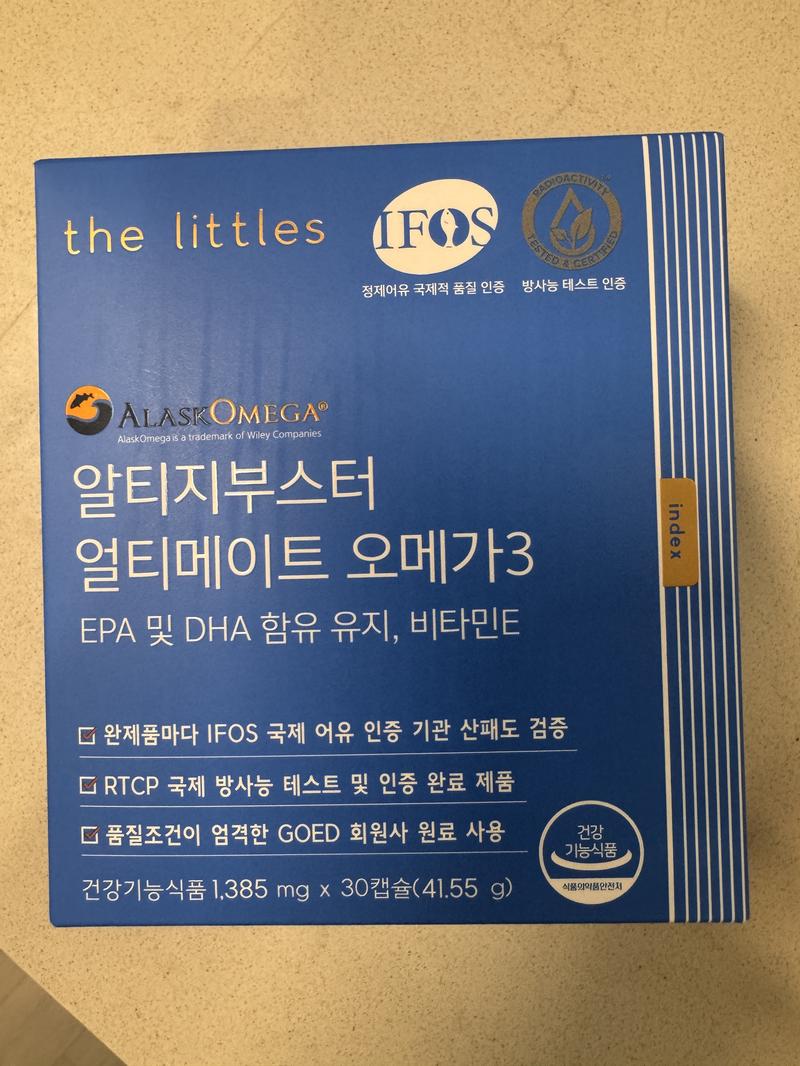 the littles
IFOS
정제어유 국제적 품질 인증
RADIOACTIVITY
TESTED & CERTIFIED
방사능 테스트 인증
ALASKOMEGA®
AlaskOmega is a trademark of Wiley Companies
알티지부스터
얼티메이트 오메가3
EPA 및 DHA 함유 유지, 비타민E
index
완제품마다 IFOS 국제 어유 인증 기관 산패도 검증
RTCP 국제 방사능 테스트 및 인증 완료 제품
품질조건이 엄격한 GOED 회원사 원료 사용
건강기능식품 1,385 mg x 30캡슐(41.55 g)
건강
기능식품
식품의약품안전처